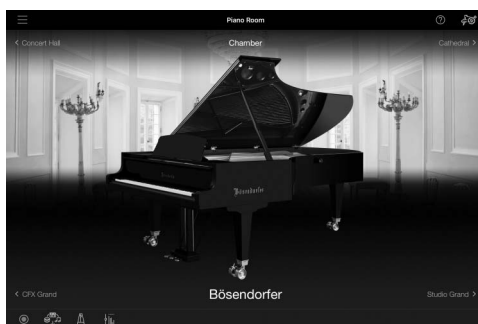 Piano Room
< Concert Hall
Chamber
Cathedral >
Bösendorfer
< CFX Grand
Bösendorfer
Studio Grand >